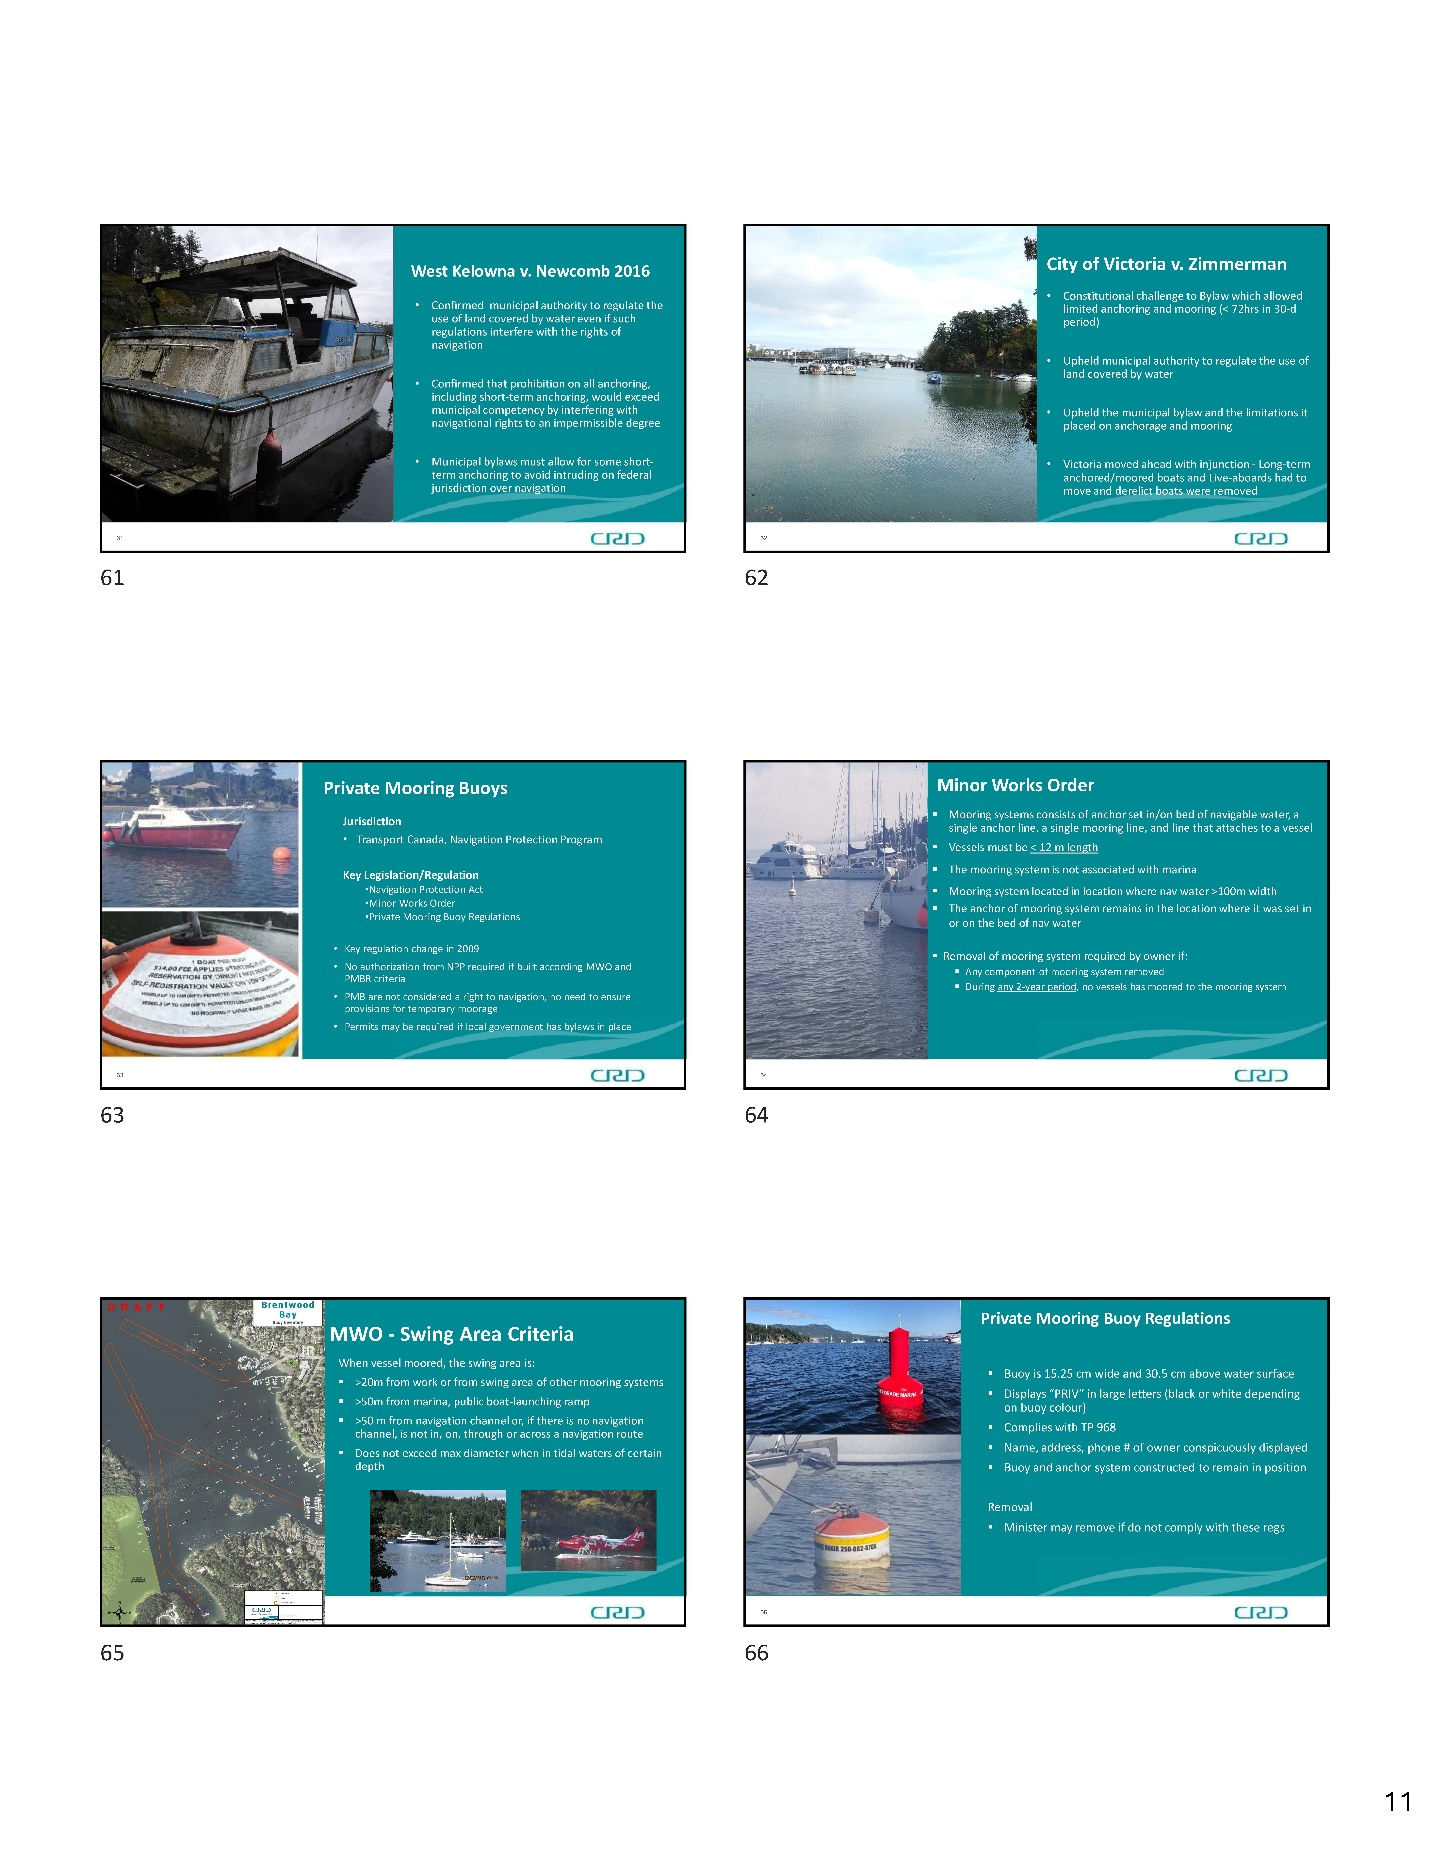 West Kelowna v. Newcomb 2016
• Confirmed municipal authority to regulate the
use of land covered by water even if such
regulations interfere with the rights of
navigation
• Confirmed that prohibition on all anchoring,
including short-term anchoring, would exceed
municipal competency by interfering with
navigational rights to an impermissible degree
• Municipal bylaws must allow for some short-
term anchoring to avoid intruding on federal
jurisdiction over navigation
CRD
61
City of Victoria v. Zimmerman
• Constitutional challenge to Bylaw which allowed
limited anchoring and mooring (< 72hrs in 30-d
period)
• Upheld municipal authority to regulate the use of
land covered by water
• Upheld the municipal bylaw and the limitations it
placed on anchorage and mooring
• Victoria moved ahead with injunction - Long-term
anchored/moored boats and Live-aboards had to
move and derelict boats were removed
CRD
62
Private Mooring Buoys
Jurisdiction
• Transport Canada, Navigation Protection Program
Key Legislation/Regulation
•Navigation Protection Act
•Minor Works Order
•Private Mooring Buoy Regulations
• Key regulation change in 2009
• No authorization from NPP required if built according MWO and
PMBR criteria
• PMB are not considered a right to navigation, no need to ensure
provisions for temporary moorage
• Permits may be required if local government has bylaws in place
1 BOAT PER BUOY
SELF-REGISTRATION VAULT ON TOP OF
63
CRD
63
Minor Works Order
▪ Mooring systems consists of anchor set in/on bed of navigable water, a
single anchor line, a single mooring line, and line that attaches to a vessel
▪ Vessels must be < 12 m length
▪ The mooring system is not associated with marina
▪ Mooring system located in location where nav water >100m width
▪ The anchor of mooring system remains in the location where it was set in
or on the bed of nav water
▪ Removal of mooring system required by owner if:
▪ Any component of mooring system removed
▪ During any 2-year period, no vessels has moored to the mooring system
CRD
64
DRAFT
Brentwood
Bay
Buoy Inventory
MWO - Swing Area Criteria
When vessel moored, the swing area is:
▪ >20m from work or from swing area of other mooring systems
▪ >50m from marina, public boat-launching ramp
▪ >50 m from navigation channel or, if there is no navigation
channel, is not in, on, through or across a navigation route
▪ Does not exceed max diameter when in tidal waters of certain
depth
CRD
CRD
65
Private Mooring Buoy Regulations
▪ Buoy is 15.25 cm wide and 30.5 cm above water surface
▪ Displays “PRIV” in large letters (black or white depending
on buoy colour)
▪ Complies with TP 968
▪ Name, address, phone # of owner conspicuously displayed
▪ Buoy and anchor system constructed to remain in position
Removal
▪ Minister may remove if do not comply with these regs
CRD
66
11